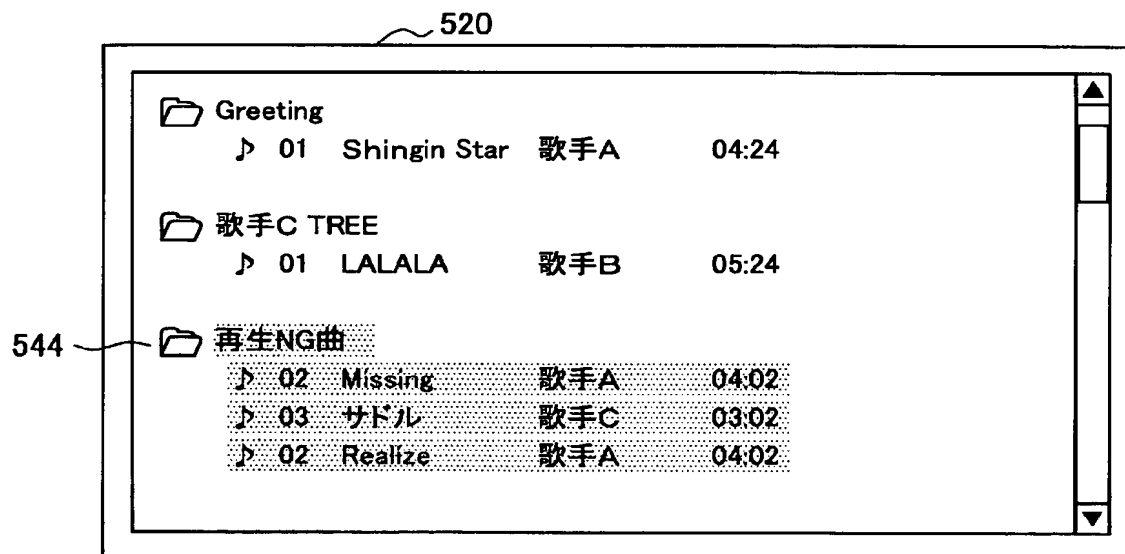 520
Greeting
♪ 01 Shingin Star 歌手A 04:24
歌手C TREE
♪ 01 LALALA 歌手B 05:24
544 再生NG曲
♪ 02 Missing 歌手A 04:02
♪ 03 サドル 歌手C 03:02
♪ 02 Realize 歌手A 04:02